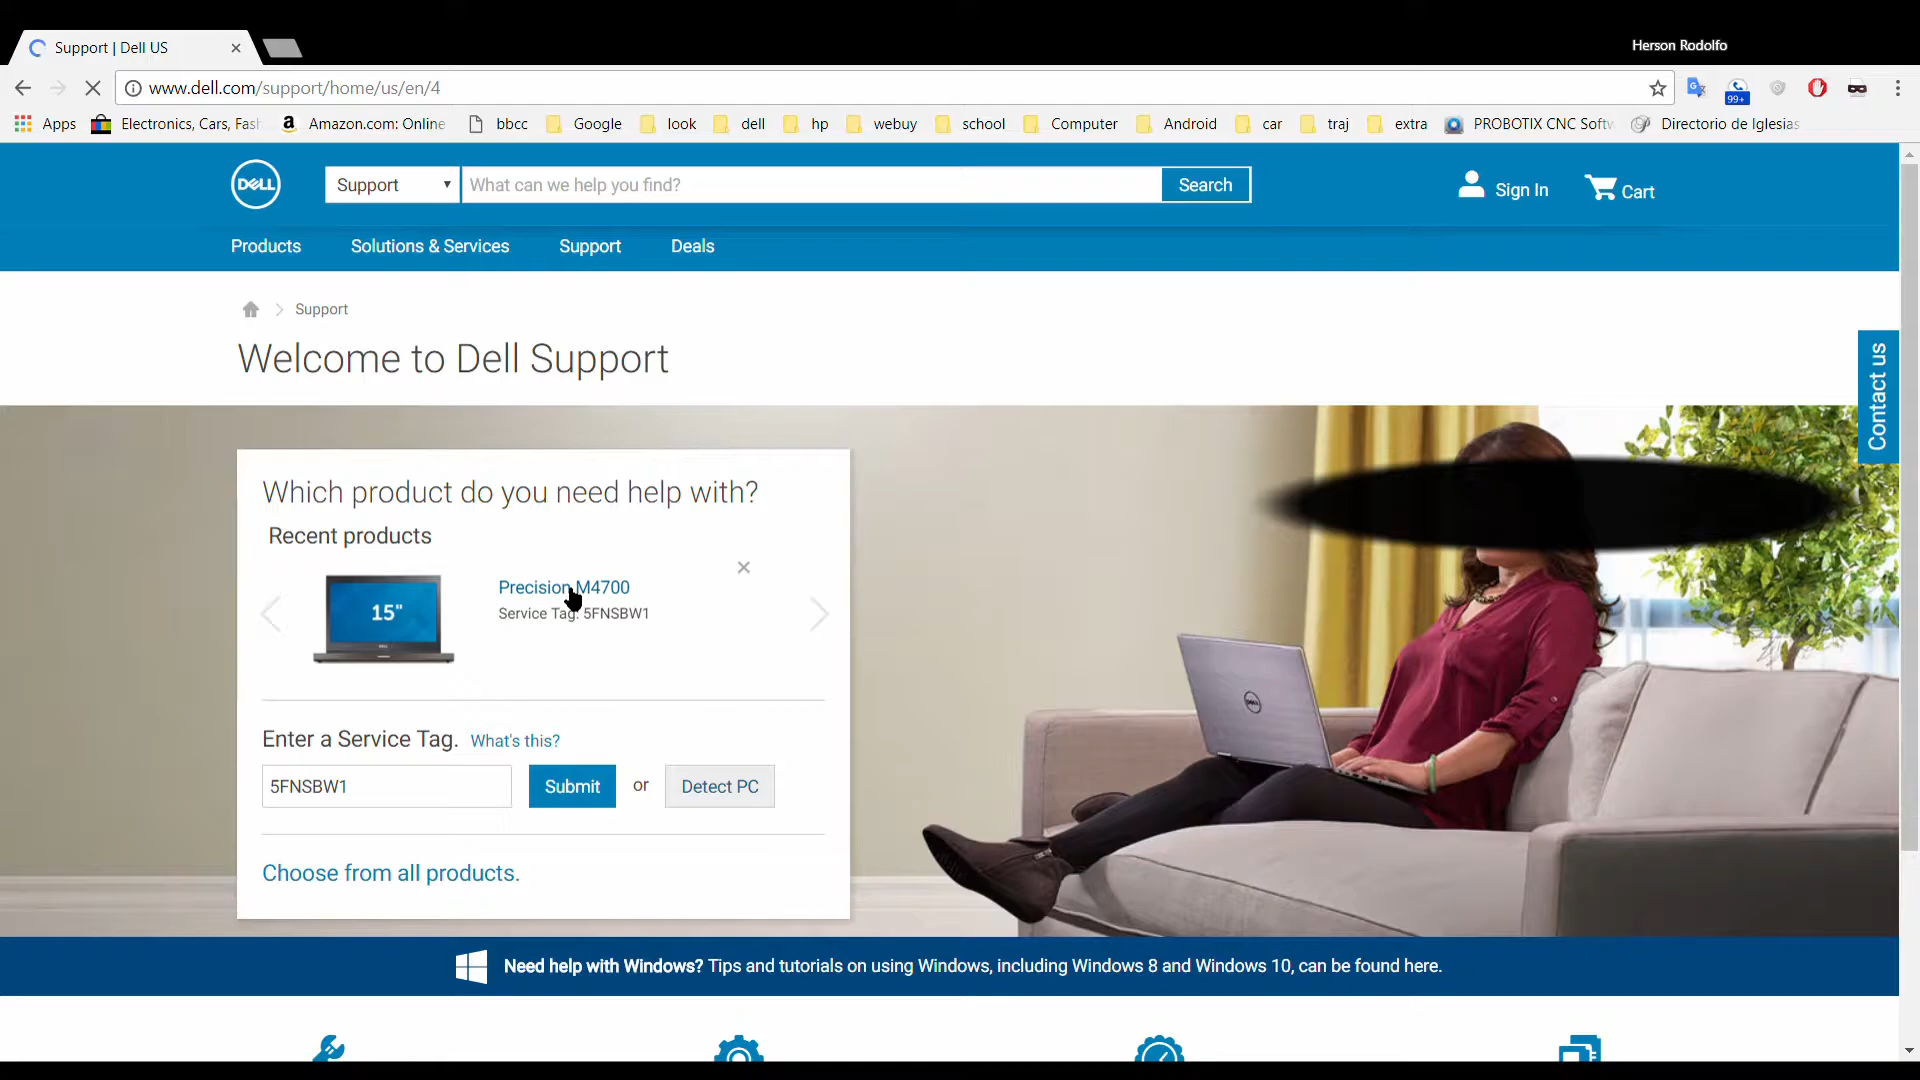 Support | Dell US
Herson Rodolfo
www.dell.com/support/home/us/en/4
99+
Apps Electronics, Cars, Fash Amazon.com: Online bbcc Google look dell hp webuy school Computer Android car traj extra PROBOTIX CNC Softw Directorio de Iglesias
DELL
Support What can we help you find? Search Sign In Cart
Products Solutions & Services Support Deals
Support
Welcome to Dell Support
Contact us
Which product do you need help with?
Recent products
15"
Precision M4700
Service Tag: 5FNSBW1
Enter a Service Tag. What's this?
5FNSBW1 Submit or Detect PC
Choose from all products.
Need help with Windows? Tips and tutorials on using Windows, including Windows 8 and Windows 10, can be found here.